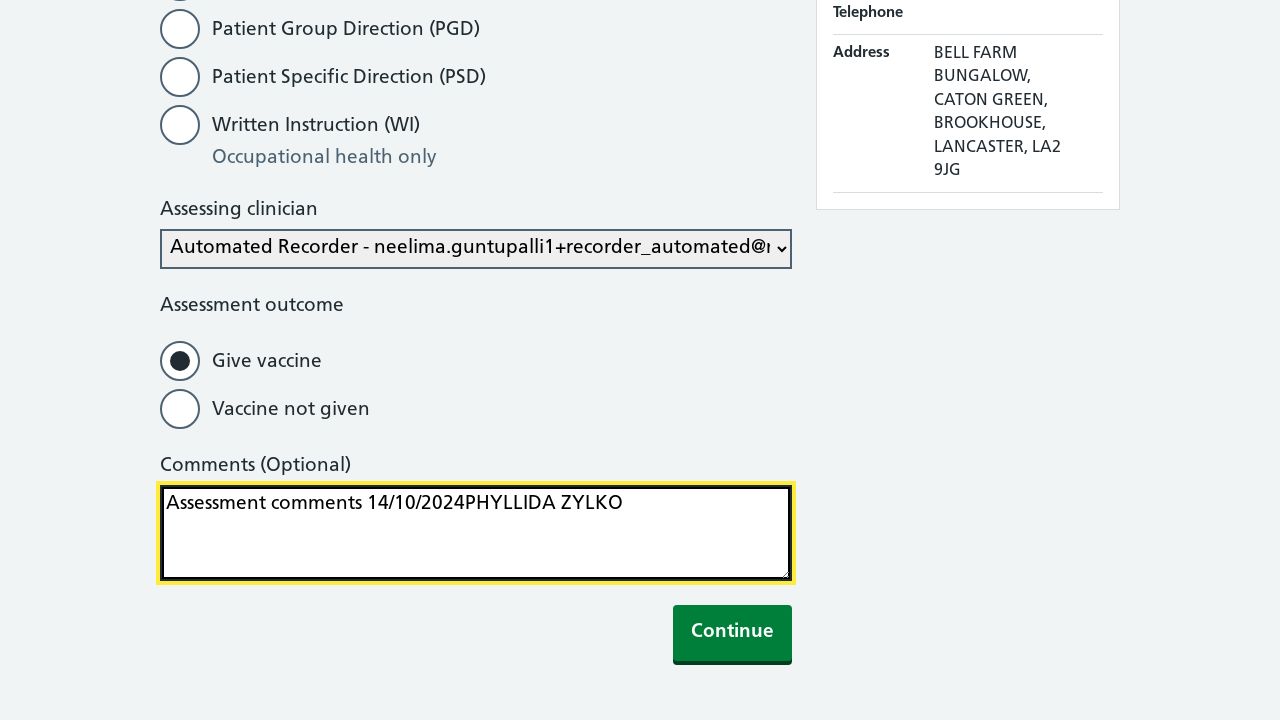 Patient Group Direction (PGD)
Patient Specific Direction (PSD)
Written Instruction (WI)
Occupational health only
Assessing clinician
Automated Recorder - neelima.guntupalli1+recorder_automated@
Assessment outcome
Give vaccine
Vaccine not given
Comments (Optional)
Assessment comments 14/10/2024PHYLLIDA ZYLKO
Continue
Telephone
Address
BELL FARM
BUNGALOW,
CATON GREEN,
BROOKHOUSE,
LANCASTER, LA2
9JG